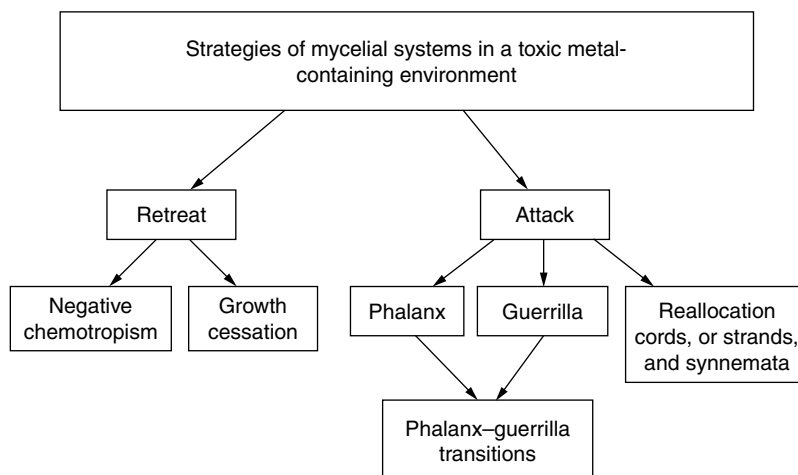 Strategies of mycelial systems in a toxic metal-
containing environment
Retreat
Attack
Negative
chemotropism
Growth
cessation
Phalanx
Guerrilla
Reallocation
cords, or strands,
and synnemata
Phalanx–guerrilla
transitions